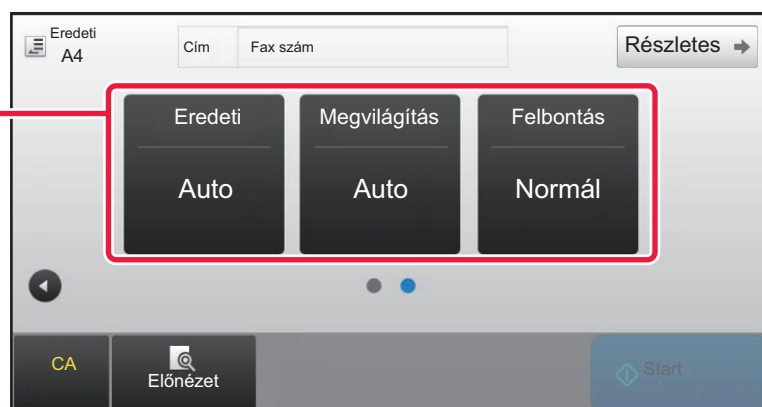 Eredeti
A4
Cím
Fax szám
Részletes
Eredeti
Megvilágítás
Felbontás
Auto
Auto
Normál
CA
Előnézet
Start